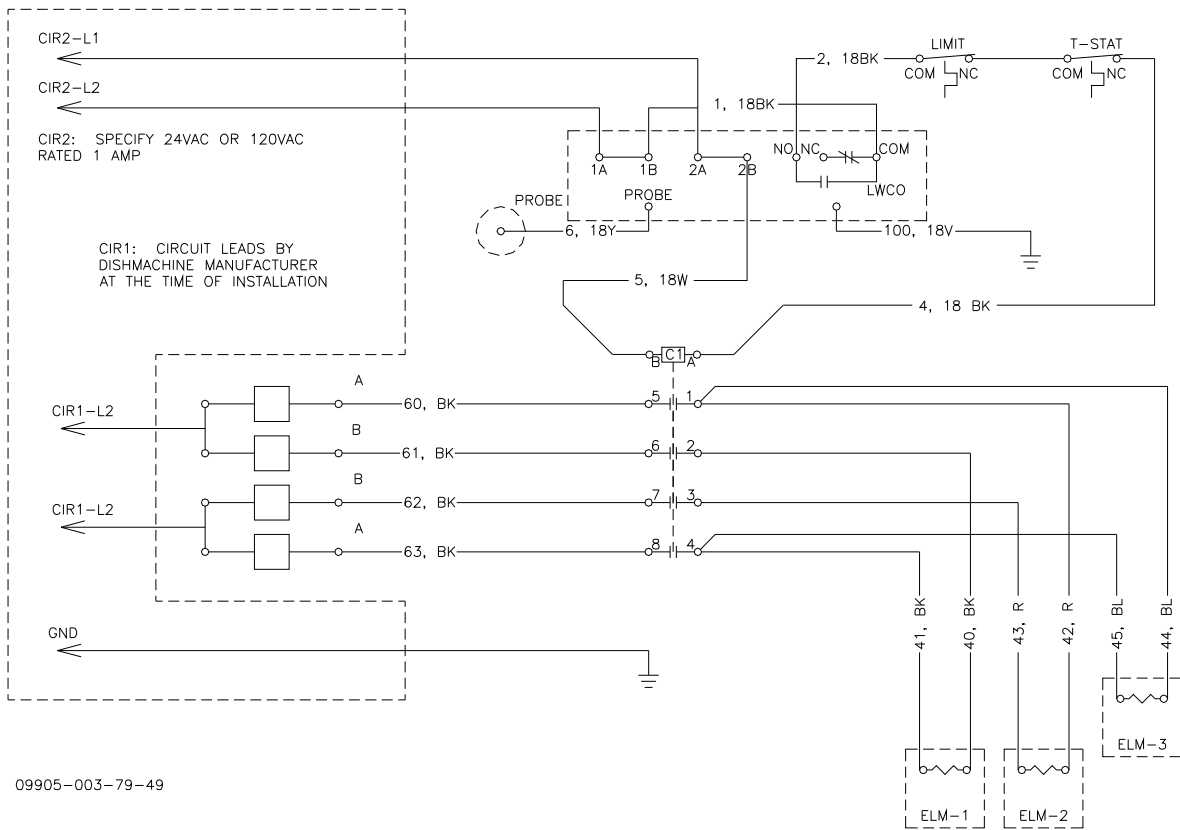 CIR2-L1
LIMIT
T-STAT
2, 18BK
COM
NC
COM
NC
CIR2-L2
1, 18BK
CIR2: SPECIFY 24VAC OR 120VAC
RATED 1 AMP
NO
NC
COM
1A
1B
2A
2B
LWCO
PROBE
PROBE
6, 18Y
100, 18V
CIR1: CIRCUIT LEADS BY
DISHMACHINE MANUFACTURER
AT THE TIME OF INSTALLATION
5, 18W
4, 18 BK
B
C1
A
A
60, BK
5
1
CIR1-L2
B
61, BK
6
2
B
62, BK
7
3
CIR1-L2
A
63, BK
8
4
41, BK
40, BK
43, R
42, R
45, BL
44, BL
GND
ELM-3
09905-003-79-49
ELM-1
ELM-2